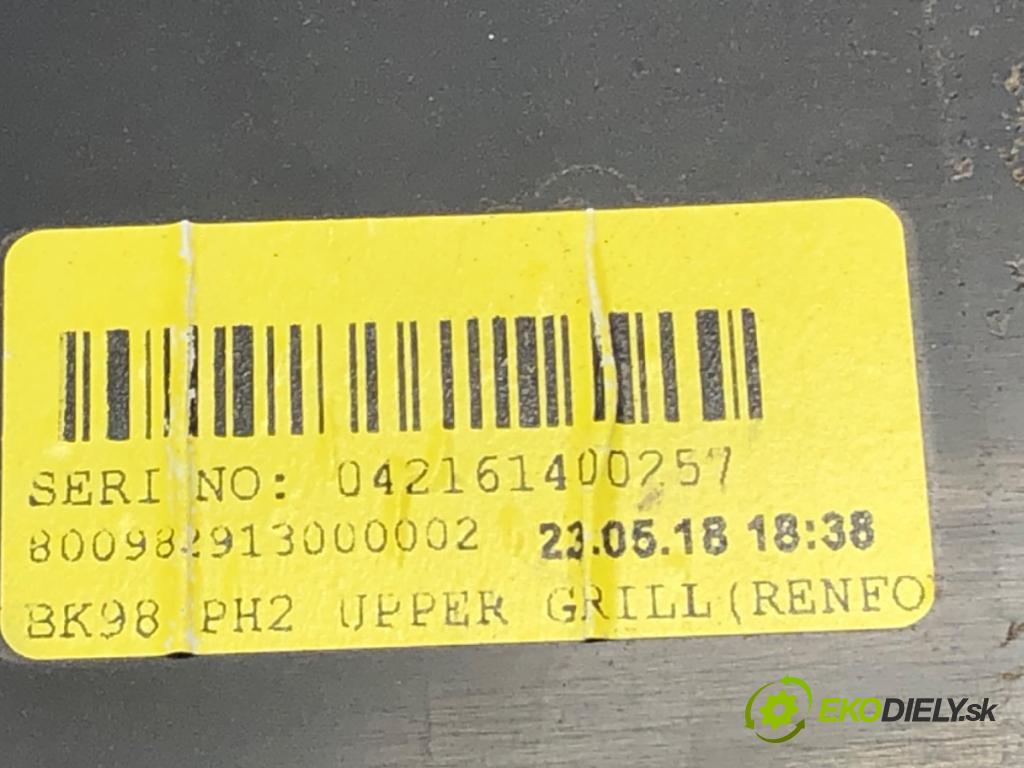 SERI NO: 042161400257
800982913000002 23.05.18 18:38
BK98 PH2 UPPER GRILL(RENFO
EKODIELY.sk